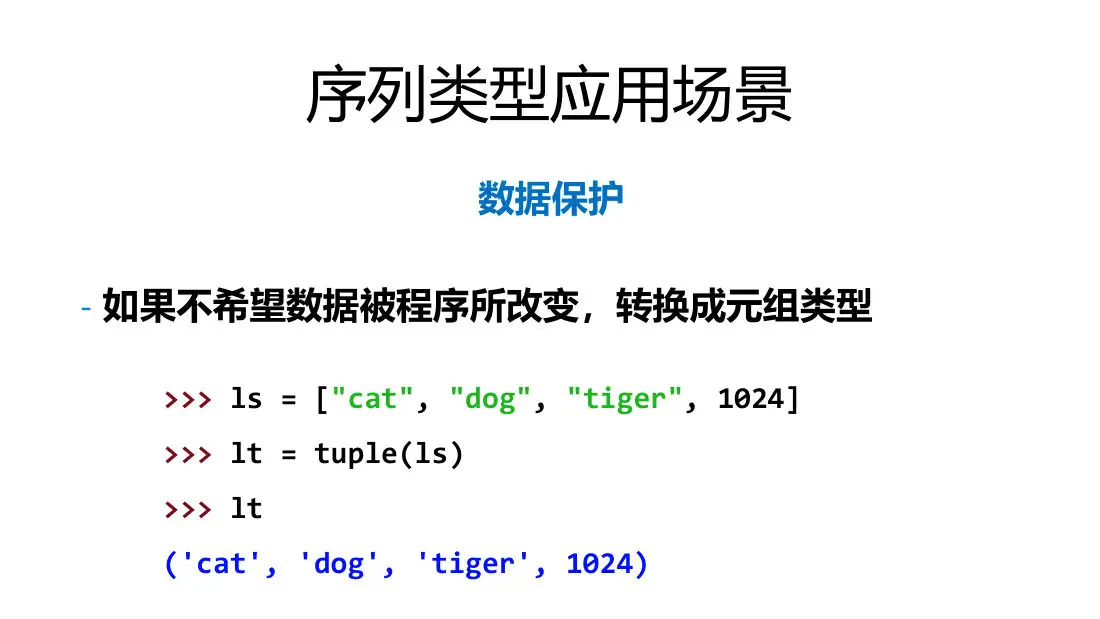 序列类型应用场景
数据保护
- 如果不希望数据被程序所改变，转换成元组类型
>>> ls = ["cat", "dog", "tiger", 1024]
>>> lt = tuple(ls)
>>> lt
('cat', 'dog', 'tiger', 1024)